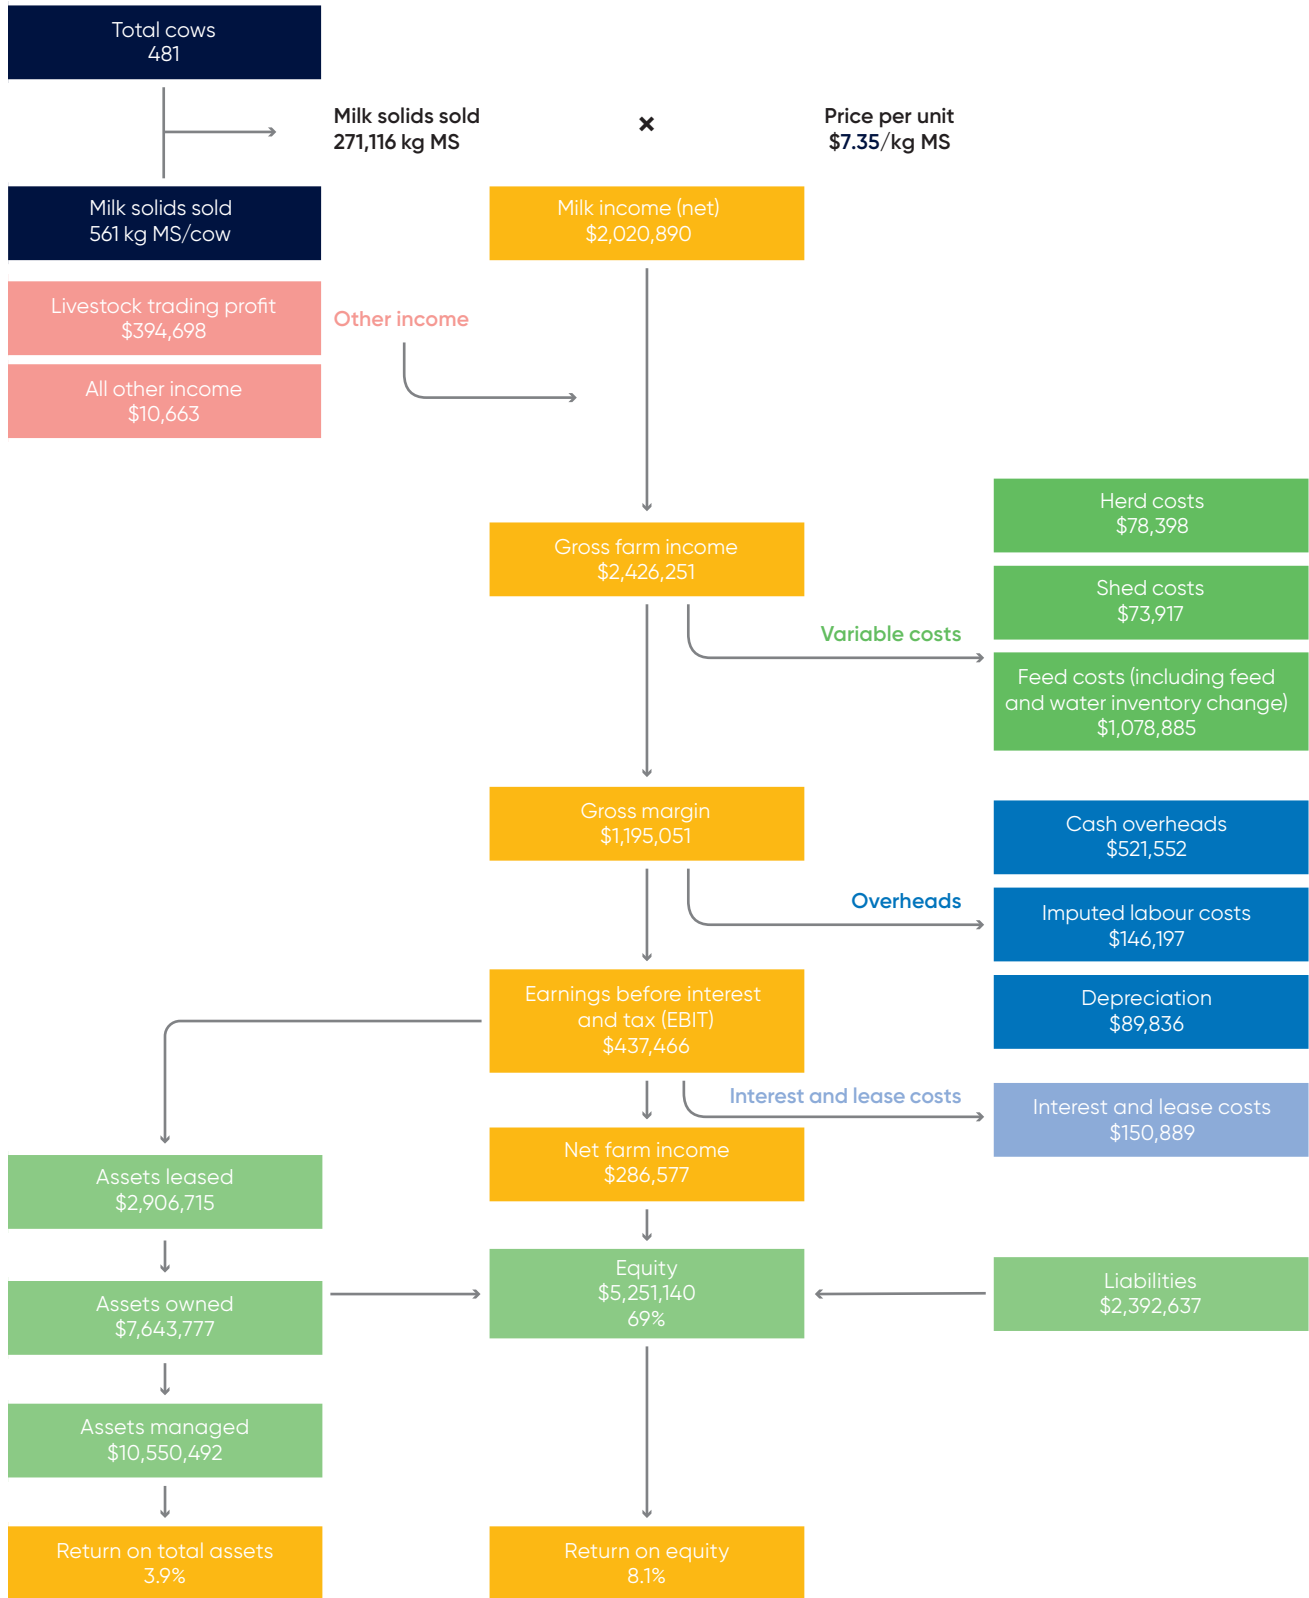 Total cows
481
Milk solids sold
271,116 kg MS
×
Price per unit
$7.35/kg MS
Milk solids sold
561 kg MS/cow
Milk income (net)
$2,020,890
Livestock trading profit
$394,698
Other income
All other income
$10,663
Herd costs
$78,398
Gross farm income
$2,426,251
Shed costs
$73,917
Variable costs
Feed costs (including feed
and water inventory change)
$1,078,885
Gross margin
$1,195,051
Cash overheads
$521,552
Overheads
Imputed labour costs
$146,197
Earnings before interest
and tax (EBIT)
$437,466
Depreciation
$89,836
Interest and lease costs
Interest and lease costs
$150,889
Net farm income
$286,577
Assets leased
$2,906,715
Equity
$5,251,140
69%
Liabilities
$2,392,637
Assets owned
$7,643,777
Assets managed
$10,550,492
Return on total assets
3.9%
Return on equity
8.1%